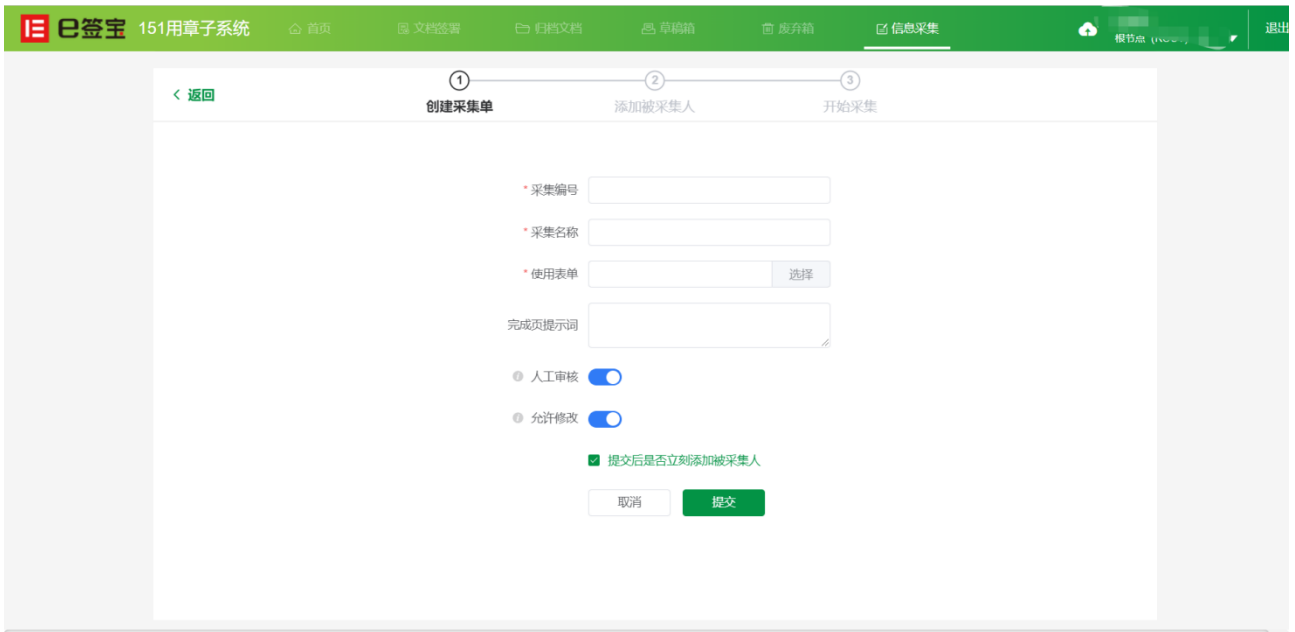 e签宝 151用章子系统 首页 文档签署 归档文档 草稿箱 废弃箱 信息采集 退出
根节点
返回
1 2 3
创建采集单 添加被采集人 开始采集
* 采集编号
* 采集名称
* 使用表单 选择
完成页提示词
人工审核
允许修改
提交后是否立刻添加被采集人
取消 提交